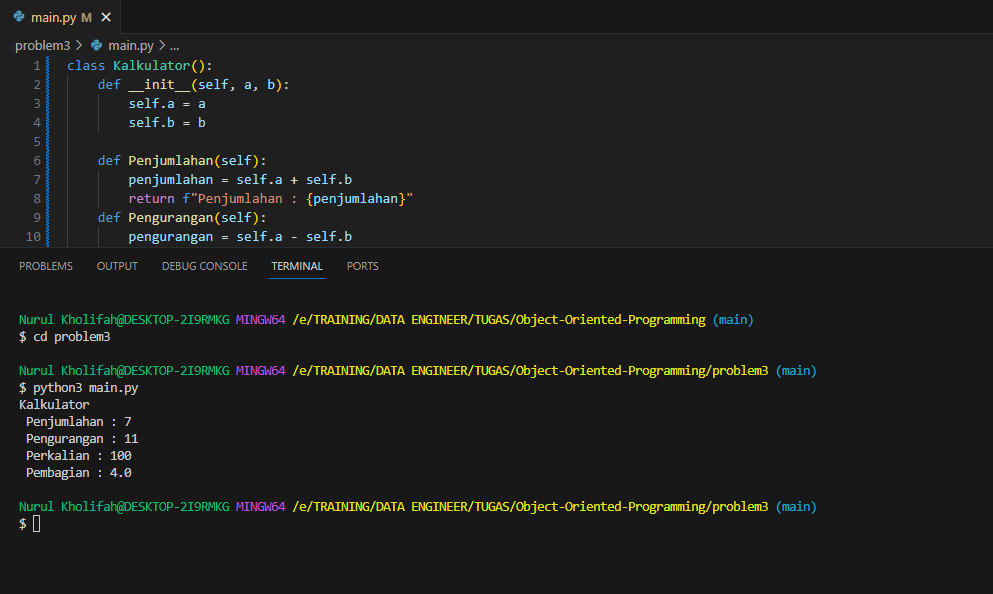 main.py M ×
problem3 > main.py > ...
1 class Kalkulator():
2     def __init__(self, a, b):
3         self.a = a
4         self.b = b
5
6     def Penjumlahan(self):
7         penjumlahan = self.a + self.b
8         return f"Penjumlahan : {penjumlahan}"
9     def Pengurangan(self):
10         pengurangan = self.a - self.b
PROBLEMS OUTPUT DEBUG CONSOLE TERMINAL PORTS
Nurul Kholifah@DESKTOP-2I9RMKG MINGW64 /e/TRAINING/DATA ENGINEER/TUGAS/Object-Oriented-Programming (main)
$ cd problem3
Nurul Kholifah@DESKTOP-2I9RMKG MINGW64 /e/TRAINING/DATA ENGINEER/TUGAS/Object-Oriented-Programming/problem3 (main)
$ python3 main.py
Kalkulator
 Penjumlahan : 7
 Pengurangan : 11
 Perkalian : 100
 Pembagian : 4.0
Nurul Kholifah@DESKTOP-2I9RMKG MINGW64 /e/TRAINING/DATA ENGINEER/TUGAS/Object-Oriented-Programming/problem3 (main)
$